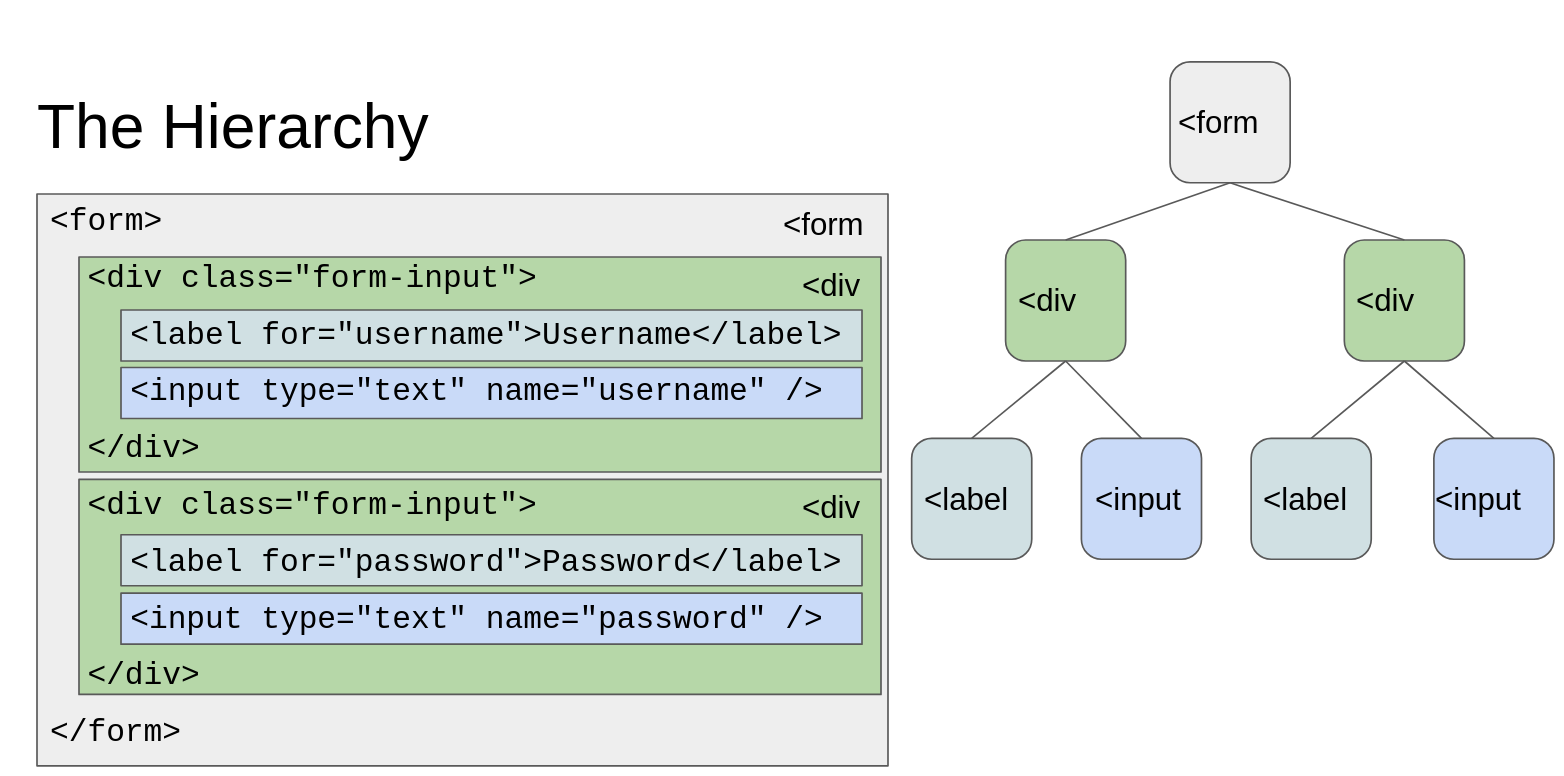 The Hierarchy
<form>
<form
<div class="form-input">
<div
<label for="username">Username</label>
<input type="text" name="username" />
</div>
<div class="form-input">
<div
<label for="password">Password</label>
<input type="text" name="password" />
</div>
</form>
<form
<div
<div
<label
<input
<label
<input